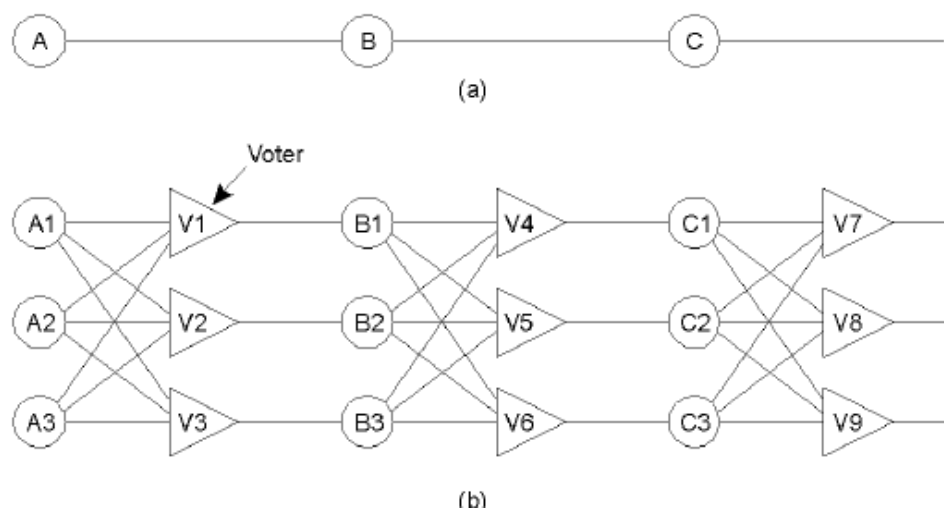 A B C
(a)
Voter
A1 V1 B1 V4 C1 V7
A2 V2 B2 V5 C2 V8
A3 V3 B3 V6 C3 V9
(b)